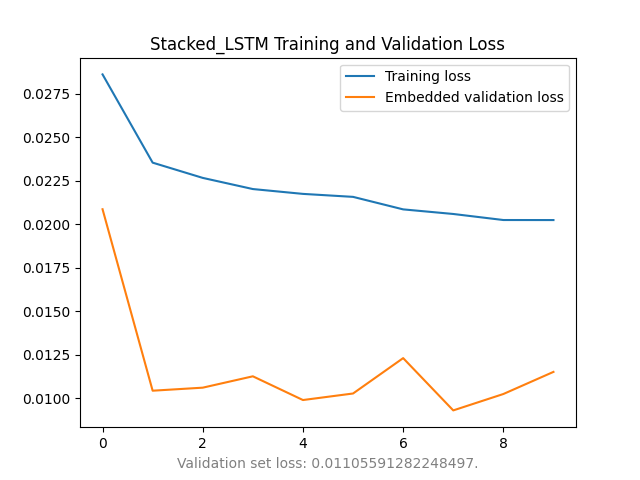 Stacked_LSTM Training and Validation Loss
Training loss
Embedded validation loss
0.0275
0.0250
0.0225
0.0200
0.0175
0.0150
0.0125
0.0100
0 2 4 6 8
Validation set loss: 0.01105591282248497.